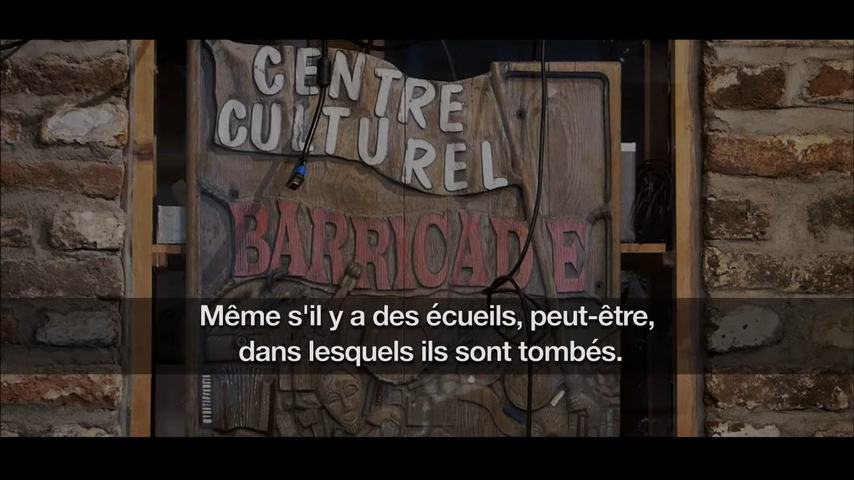 CENTRE
CULTUREL
BARRICADE
Même s'il y a des écueils, peut-être,
dans lesquels ils sont tombés.